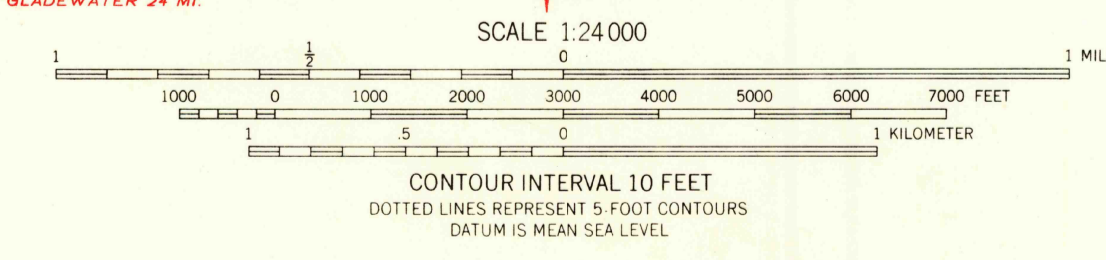 GLADEWATER 24 MI.
SCALE 1:24 000
1 1/2 0 1 MIL
1000 0 1000 2000 3000 4000 5000 6000 7000 FEET
1 .5 0 1 KILOMETER
CONTOUR INTERVAL 10 FEET
DOTTED LINES REPRESENT 5-FOOT CONTOURS
DATUM IS MEAN SEA LEVEL